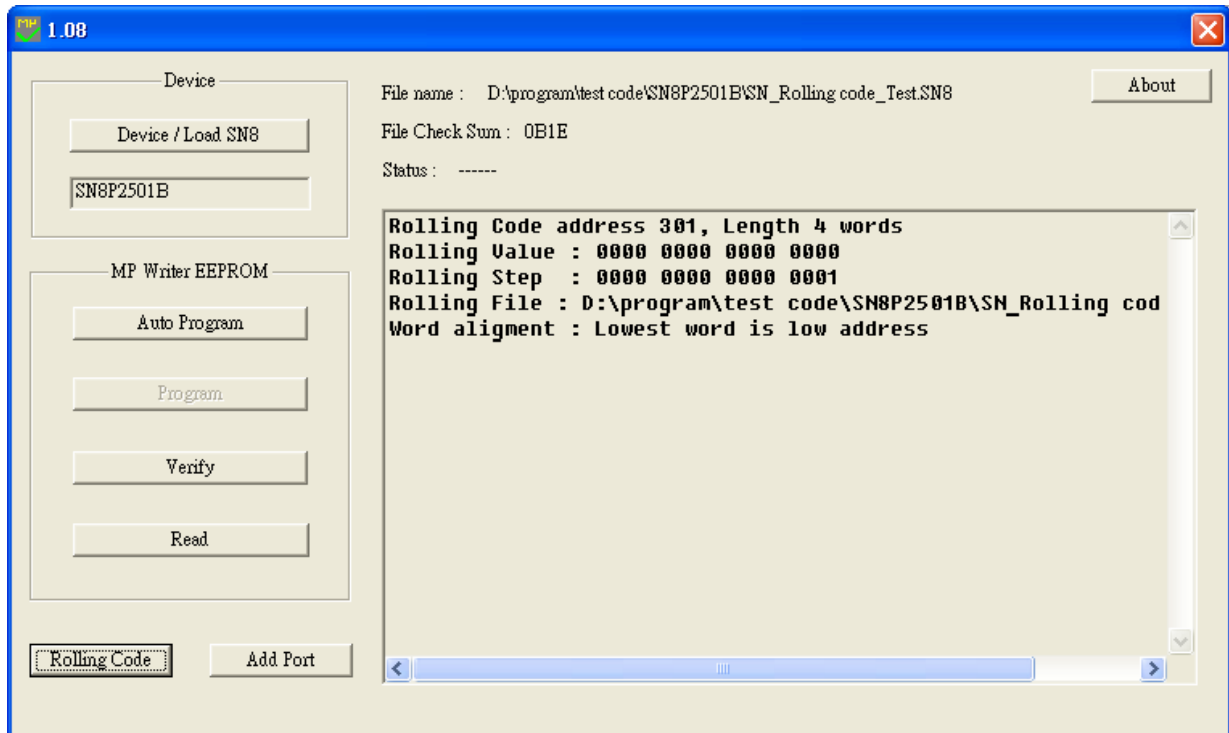 MP
1.08
Device
Device / Load SN8
SN8P2501B
MP Writer EEPROM
Auto Program
Program
Verify
Read
Rolling Code
Add Port
File name : D:\program\test code\SN8P2501B\SN_Rolling code_Test.SN8
File Check Sum : 0B1E
Status : ------
About
Rolling Code address 301, Length 4 words
Rolling Value : 0000 0000 0000 0000
Rolling Step : 0000 0000 0000 0001
Rolling File : D:\program\test code\SN8P2501B\SN_Rolling cod
Word aligment : Lowest word is low address